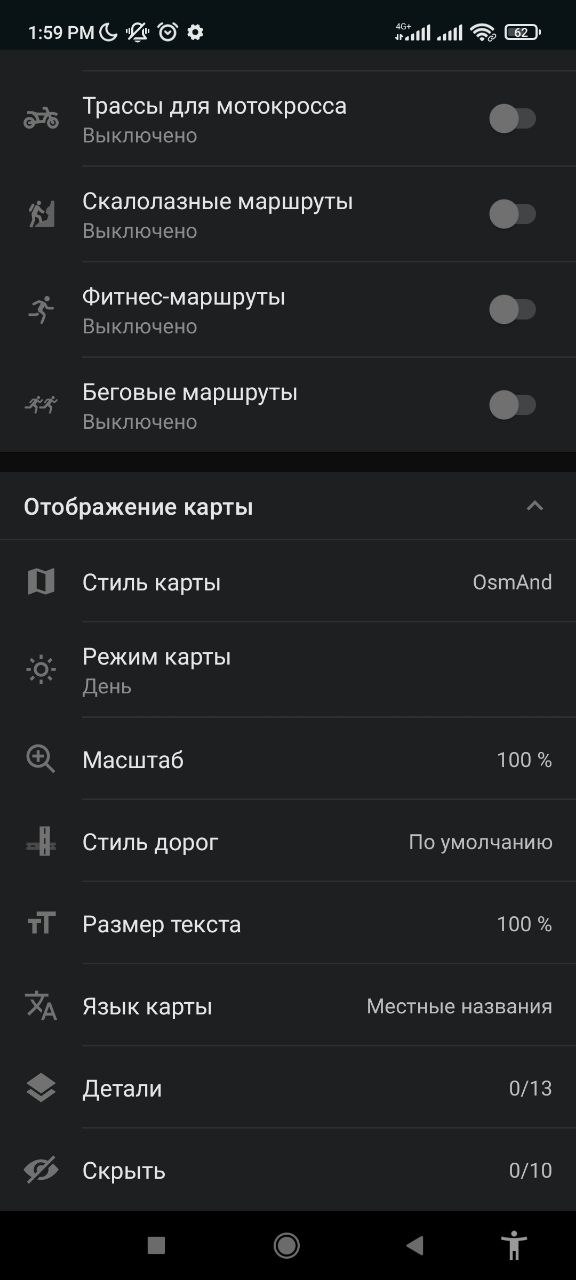 1:59 PM
4G+
62
Трассы для мотокросса
Выключено
Скалолазные маршруты
Выключено
Фитнес-маршруты
Выключено
Беговые маршруты
Выключено
Отображение карты
Стиль карты OsmAnd
Режим карты
День
Масштаб 100 %
Стиль дорог По умолчанию
Размер текста 100 %
Язык карты Местные названия
Детали 0/13
Скрыть 0/10